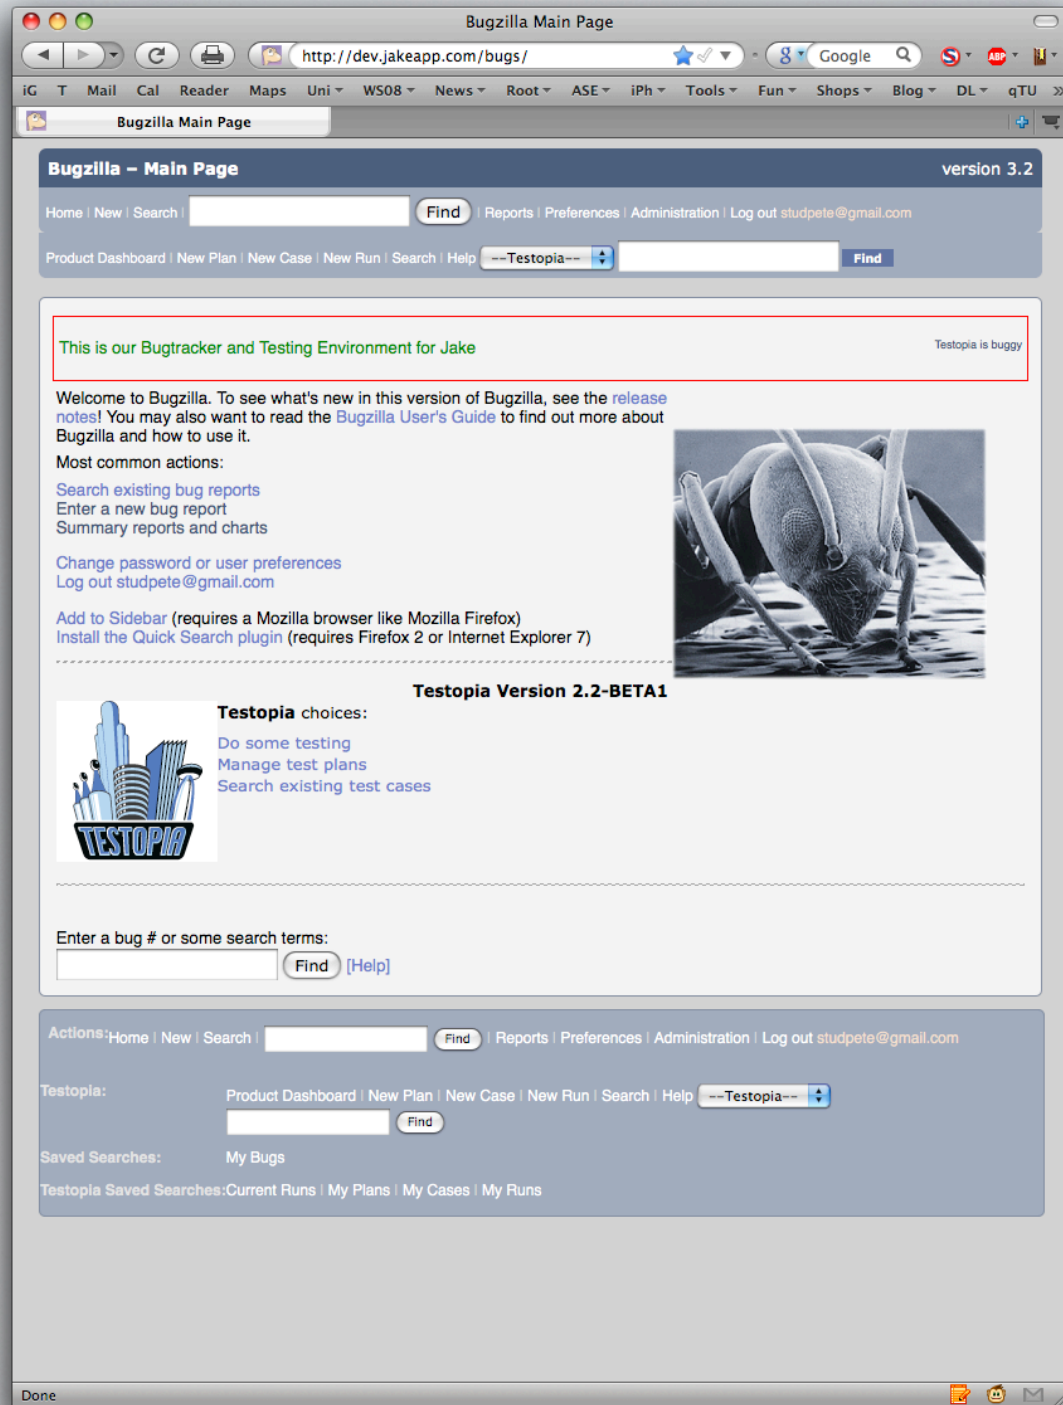 Bugzilla Main Page
http://dev.jakeapp.com/bugs/
Google
iG T Mail Cal Reader Maps Uni WS08 News Root ASE iPh Tools Fun Shops Blog DL qTU
Bugzilla Main Page
Bugzilla – Main Page version 3.2
Home | New | Search | Find | Reports | Preferences | Administration | Log out studpete@gmail.com
Product Dashboard | New Plan | New Case | New Run | Search | Help --Testopia-- Find
This is our Bugtracker and Testing Environment for Jake Testopia is buggy
Welcome to Bugzilla. To see what's new in this version of Bugzilla, see the release
notes! You may also want to read the Bugzilla User's Guide to find out more about
Bugzilla and how to use it.
Most common actions:
Search existing bug reports
Enter a new bug report
Summary reports and charts
Change password or user preferences
Log out studpete@gmail.com
Add to Sidebar (requires a Mozilla browser like Mozilla Firefox)
Install the Quick Search plugin (requires Firefox 2 or Internet Explorer 7)
Testopia Version 2.2-BETA1
Testopia choices:
Do some testing
Manage test plans
Search existing test cases
TESTOPIA
Enter a bug # or some search terms:
Find [Help]
Actions: Home | New | Search | Find | Reports | Preferences | Administration | Log out studpete@gmail.com
Testopia: Product Dashboard | New Plan | New Case | New Run | Search | Help --Testopia--
Find
Saved Searches: My Bugs
Testopia Saved Searches: Current Runs | My Plans | My Cases | My Runs
Done